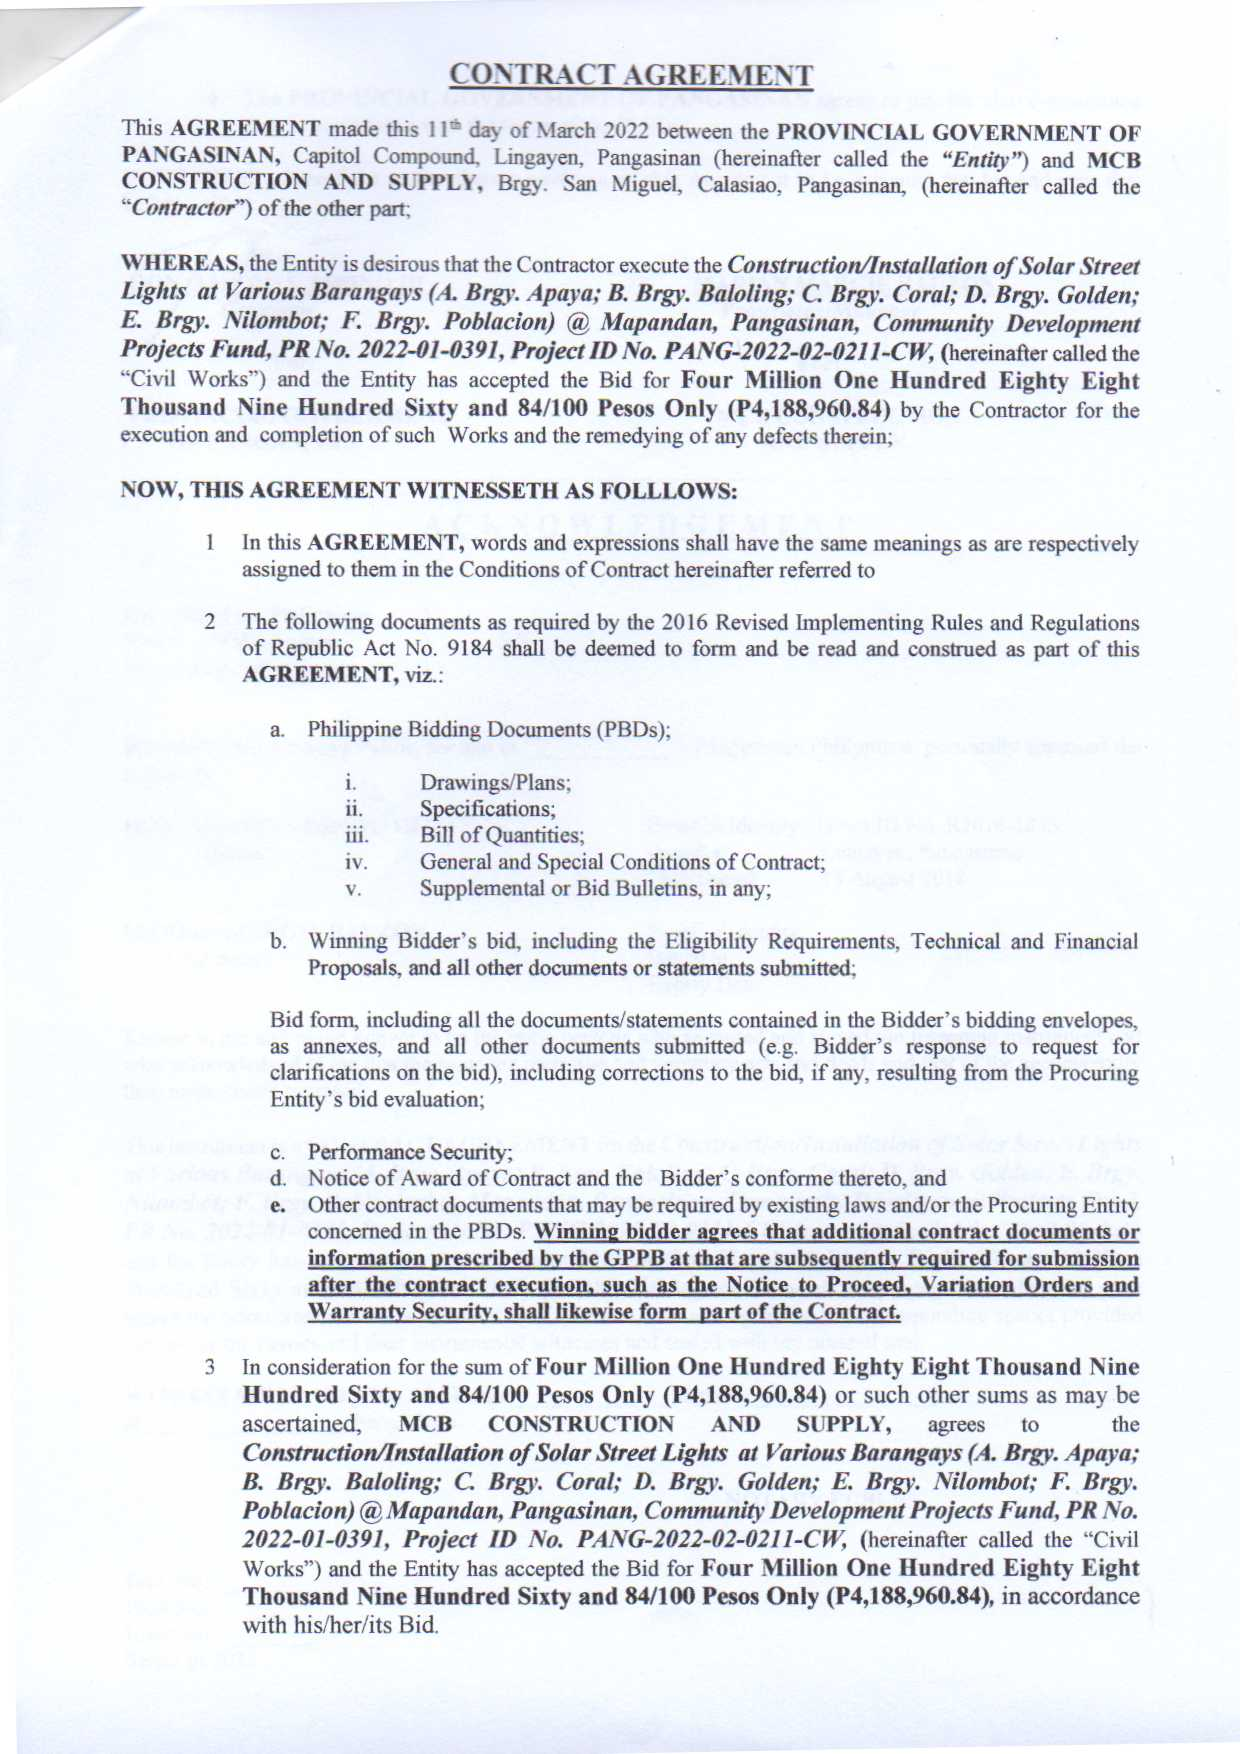 CONTRACT AGREEMENT
This AGREEMENT made this 11th day of March 2022 between the PROVINCIAL GOVERNMENT OF
PANGASINAN, Capitol Compound, Lingayen, Pangasinan (hereinafter called the “Entity”) and MCB
CONSTRUCTION AND SUPPLY, Brgy. San Miguel, Calasiao, Pangasinan, (hereinafter called the
“Contractor”) of the other part;
WHEREAS, the Entity is desirous that the Contractor execute the Construction/Installation of Solar Street
Lights at Various Barangays (A. Brgy. Apaya; B. Brgy. Baloling; C. Brgy. Coral; D. Brgy. Golden;
E. Brgy. Nilombot; F. Brgy. Poblacion) @ Mapandan, Pangasinan, Community Development
Projects Fund, PR No. 2022-01-0391, Project ID No. PANG-2022-02-0211-CW, (hereinafter called the
“Civil Works”) and the Entity has accepted the Bid for Four Million One Hundred Eighty Eight
Thousand Nine Hundred Sixty and 84/100 Pesos Only (P4,188,960.84) by the Contractor for the
execution and completion of such Works and the remedying of any defects therein;
NOW, THIS AGREEMENT WITNESSETH AS FOLLLOWS:
1 In this AGREEMENT, words and expressions shall have the same meanings as are respectively
assigned to them in the Conditions of Contract hereinafter referred to
2 The following documents as required by the 2016 Revised Implementing Rules and Regulations
of Republic Act No. 9184 shall be deemed to form and be read and construed as part of this
AGREEMENT, viz.:
a. Philippine Bidding Documents (PBDs);
i. Drawings/Plans;
ii. Specifications;
iii. Bill of Quantities;
iv. General and Special Conditions of Contract;
v. Supplemental or Bid Bulletins, in any;
b. Winning Bidder’s bid, including the Eligibility Requirements, Technical and Financial
Proposals, and all other documents or statements submitted;
Bid form, including all the documents/statements contained in the Bidder’s bidding envelopes,
as annexes, and all other documents submitted (e.g. Bidder’s response to request for
clarifications on the bid), including corrections to the bid, if any, resulting from the Procuring
Entity’s bid evaluation;
c. Performance Security;
d. Notice of Award of Contract and the Bidder’s conforme thereto, and
e. Other contract documents that may be required by existing laws and/or the Procuring Entity
concerned in the PBDs. Winning bidder agrees that additional contract documents or
information prescribed by the GPPB at that are subsequently required for submission
after the contract execution, such as the Notice to Proceed, Variation Orders and
Warranty Security, shall likewise form part of the Contract.
3 In consideration for the sum of Four Million One Hundred Eighty Eight Thousand Nine
Hundred Sixty and 84/100 Pesos Only (P4,188,960.84) or such other sums as may be
ascertained, MCB CONSTRUCTION AND SUPPLY, agrees to the
Construction/Installation of Solar Street Lights at Various Barangays (A. Brgy. Apaya;
B. Brgy. Baloling; C. Brgy. Coral; D. Brgy. Golden; E. Brgy. Nilombot; F. Brgy.
Poblacion) @ Mapandan, Pangasinan, Community Development Projects Fund, PR No.
2022-01-0391, Project ID No. PANG-2022-02-0211-CW, (hereinafter called the “Civil
Works”) and the Entity has accepted the Bid for Four Million One Hundred Eighty Eight
Thousand Nine Hundred Sixty and 84/100 Pesos Only (P4,188,960.84), in accordance
with his/her/its Bid.